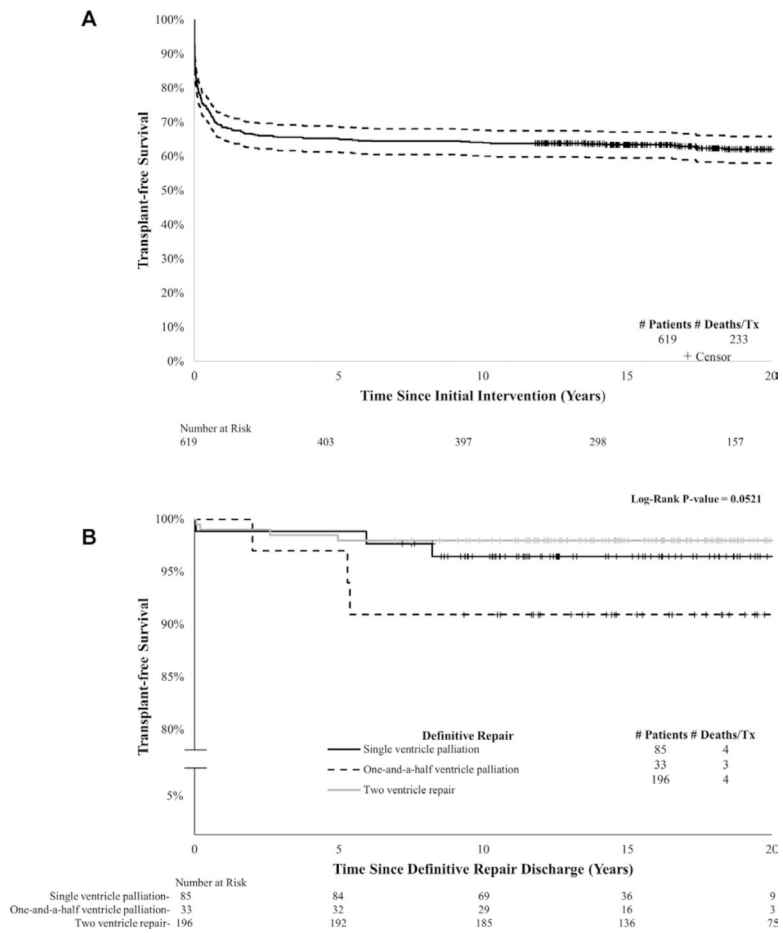 A
100%
90%
80%
70%
60%
50%
40%
30%
20%
10%
0%
Transplant-free Survival
# Patients # Deaths/Tx
619 233
+ Censor
0 5 10 15 20
Time Since Initial Intervention (Years)
Number at Risk
619 403 397 298 157
Log-Rank P-value = 0.0521
B
100%
95%
90%
85%
80%
5%
Transplant-free Survival
Definitive Repair # Patients # Deaths/Tx
Single ventricle palliation 85 4
One-and-a-half ventricle palliation 33 3
Two ventricle repair 196 4
0 5 10 15 20
Time Since Definitive Repair Discharge (Years)
Number at Risk
Single ventricle palliation- 85 84 69 36 9
One-and-a-half ventricle palliation- 33 32 29 16 3
Two ventricle repair- 196 192 185 136 75